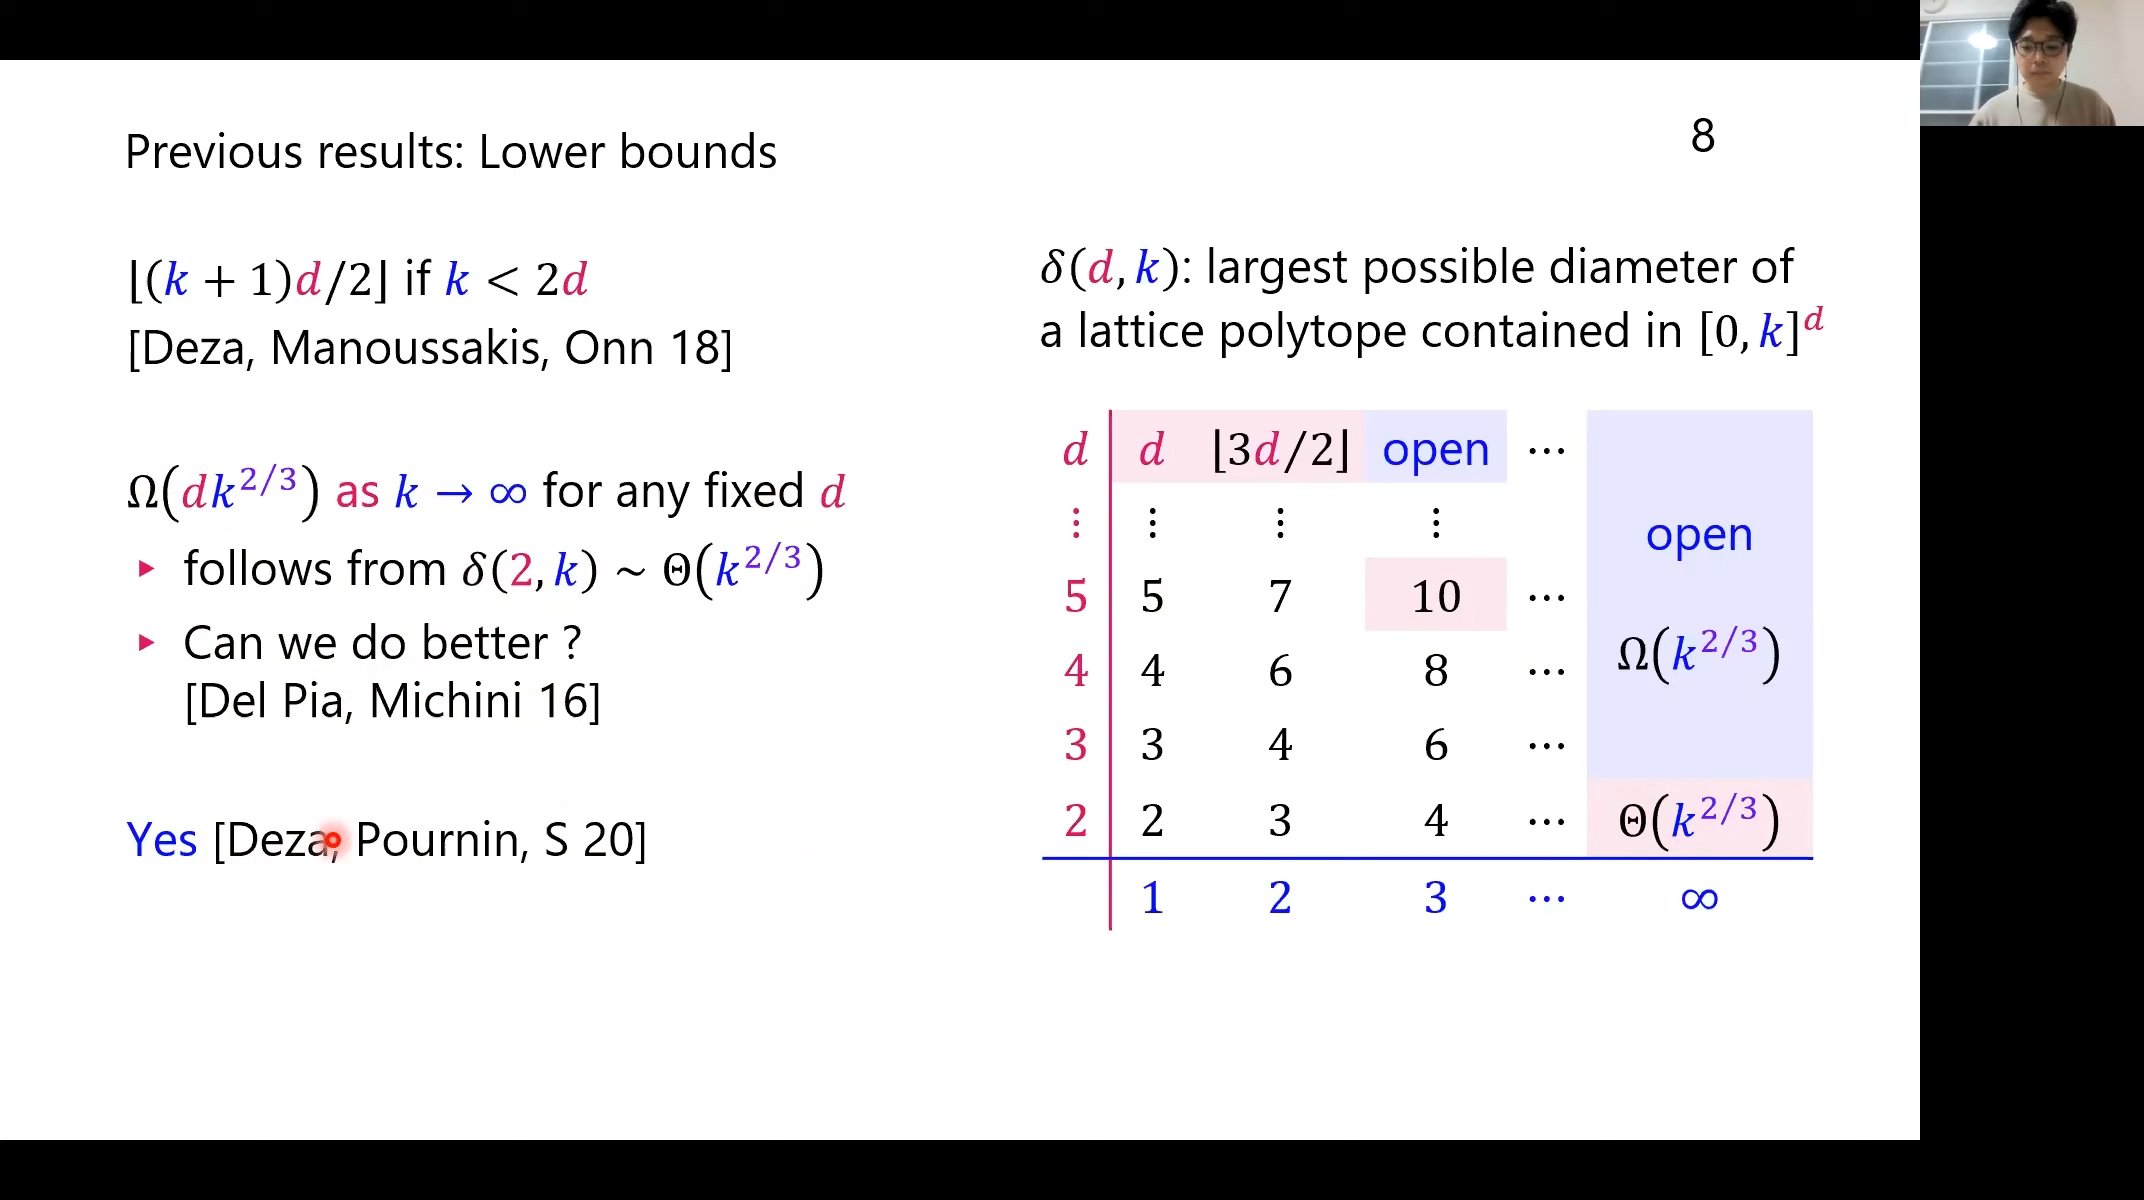 Previous results: Lower bounds
8
⌊(k + 1)d/2⌋ if k < 2d
[Deza, Manoussakis, Onn 18]
Ω(dk^{2/3}) as k → ∞ for any fixed d
▸ follows from δ(2, k) ~ Θ(k^{2/3})
▸ Can we do better ?
[Del Pia, Michini 16]
Yes [Deza, Pournin, S 20]
δ(d, k): largest possible diameter of
a lattice polytope contained in [0, k]^d
d d ⌊3d/2⌋ open ⋯
⋮ ⋮ ⋮ ⋮ open
5 5 7 10 ⋯
4 4 6 8 ⋯ Ω(k^{2/3})
3 3 4 6 ⋯
2 2 3 4 ⋯ Θ(k^{2/3})
1 2 3 ⋯ ∞